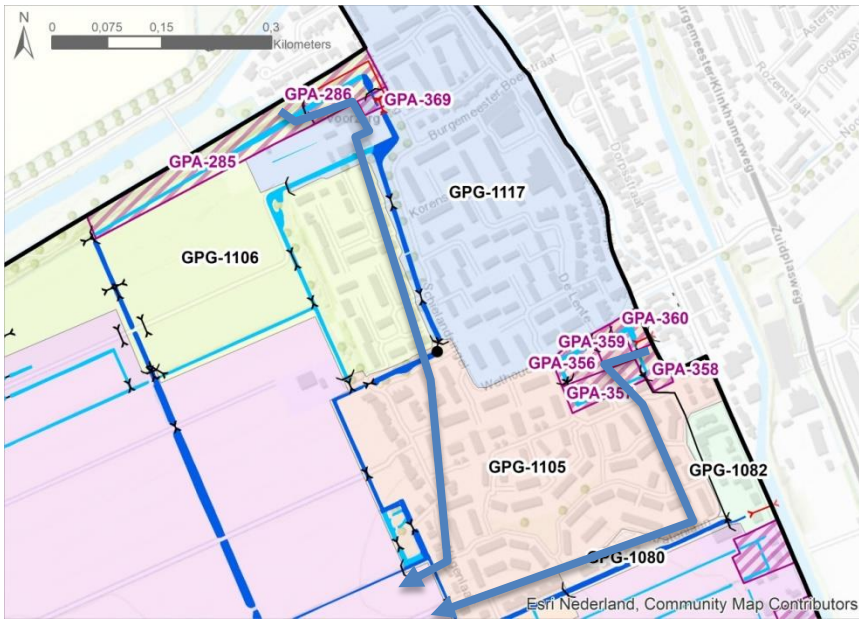 N
0 0,075 0,15 0,3
Kilometers
GPA-286
GPA-369
GPA-285
GPG-1117
GPG-1106
GPA-360
GPA-359
GPA-356
GPA-358
GPA-357
GPG-1105
GPG-1082
GPG-1080
Burgemeester-Klinkhamerweg
Rozenstraat
Zuidplasweg
Dorpsstraat
Esri Nederland, Community Map Contributors